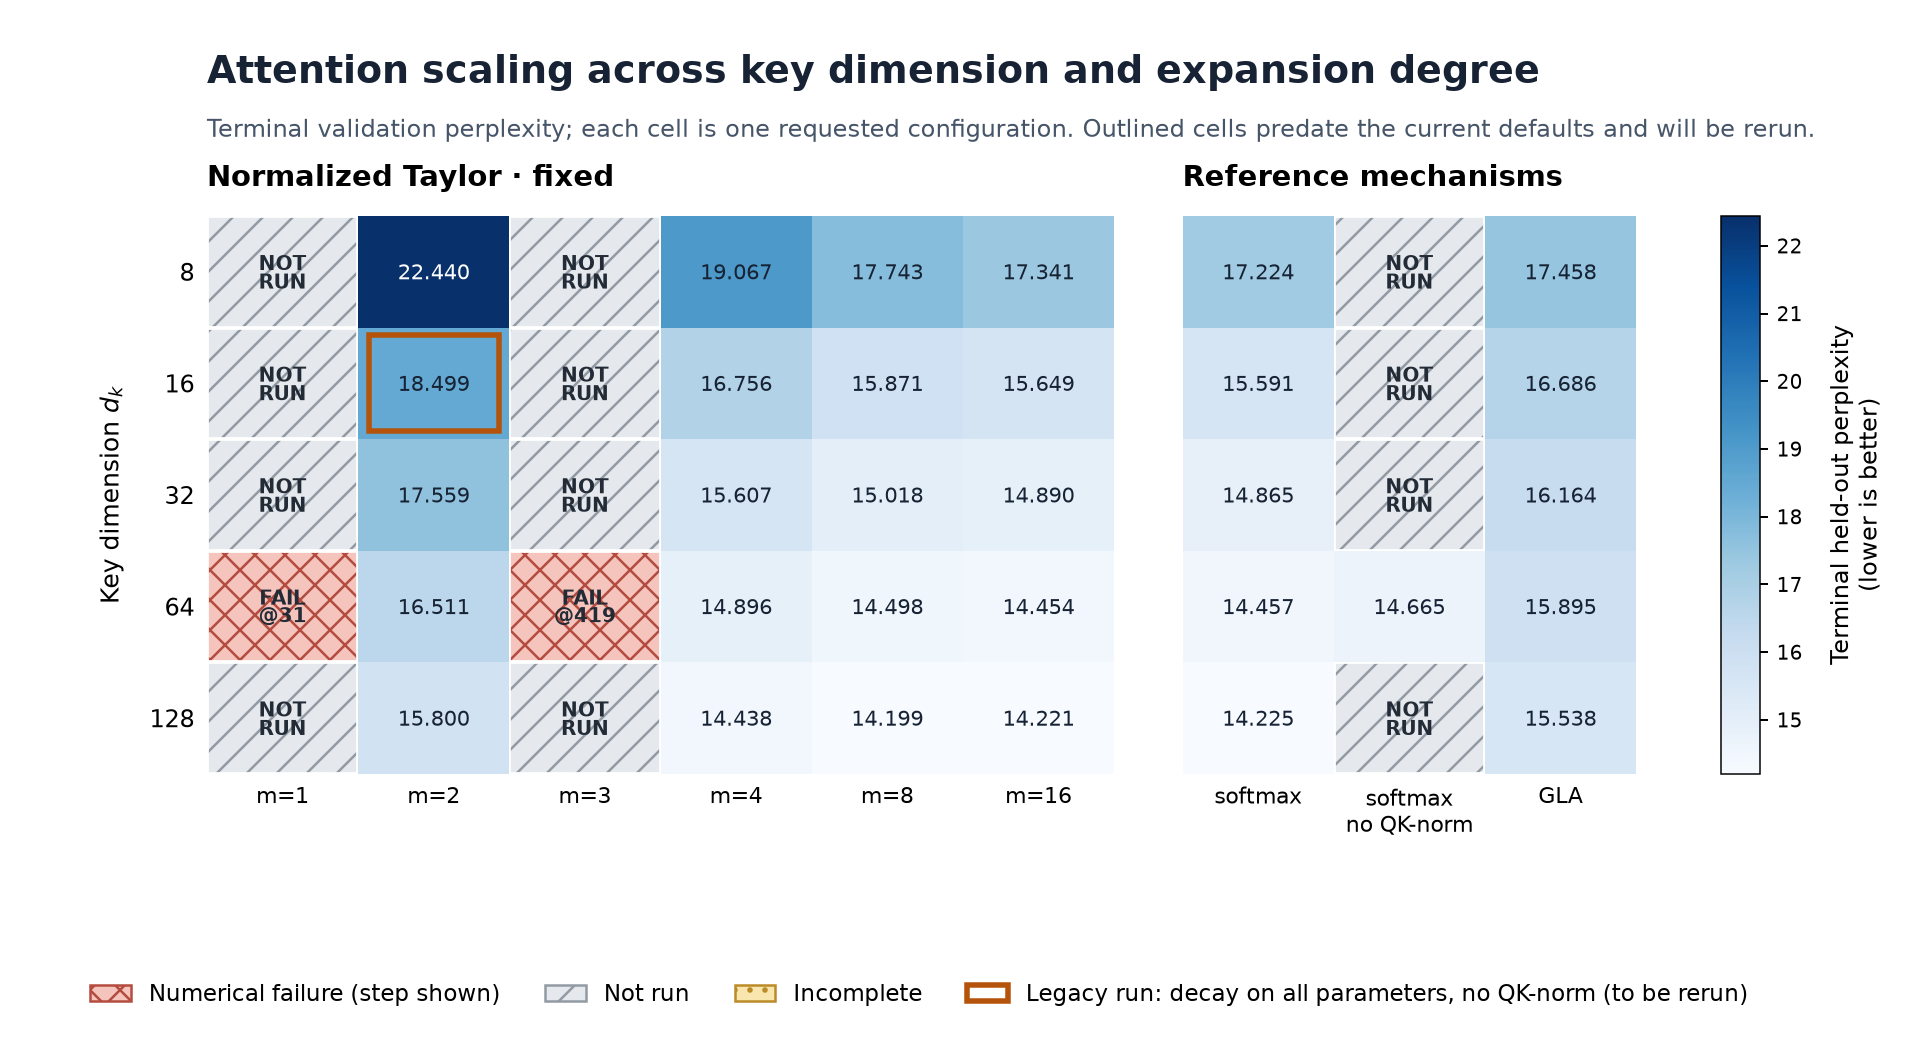 Attention scaling across key dimension and expansion degree
Terminal validation perplexity; each cell is one requested configuration. Outlined cells predate the current defaults and will be rerun.
Normalized Taylor · fixed
Reference mechanisms
Key dimension dₖ
8
NOT
RUN
22.440
NOT
RUN
19.067
17.743
17.341
17.224
NOT
RUN
17.458
16
NOT
RUN
18.499
NOT
RUN
16.756
15.871
15.649
15.591
NOT
RUN
16.686
32
NOT
RUN
17.559
NOT
RUN
15.607
15.018
14.890
14.865
NOT
RUN
16.164
64
FAIL
@31
16.511
FAIL
@419
14.896
14.498
14.454
14.457
14.665
15.895
128
NOT
RUN
15.800
NOT
RUN
14.438
14.199
14.221
14.225
NOT
RUN
15.538
m=1
m=2
m=3
m=4
m=8
m=16
softmax
softmax
no QK-norm
GLA
22
21
20
19
18
17
16
15
Terminal held-out perplexity
(lower is better)
Numerical failure (step shown)
Not run
Incomplete
Legacy run: decay on all parameters, no QK-norm (to be rerun)